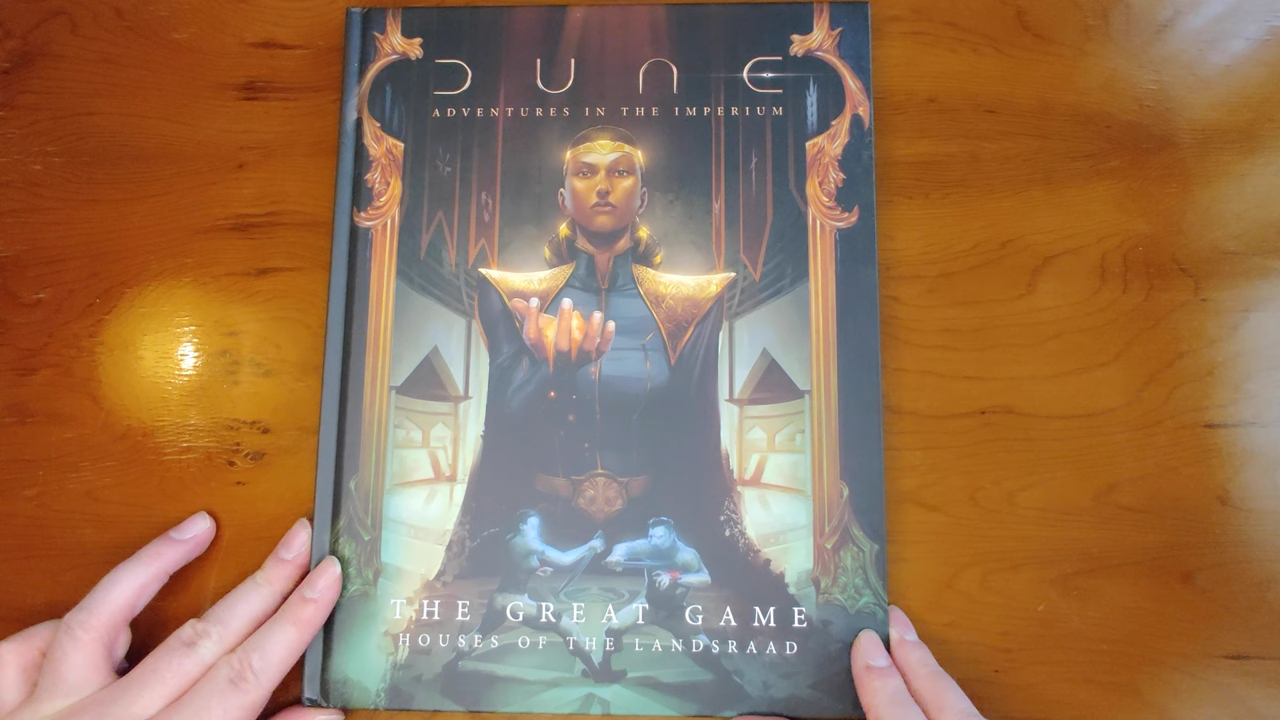 DUNE
ADVENTURES IN THE IMPERIUM
THE GREAT GAME
HOUSES OF THE LANDSRAAD